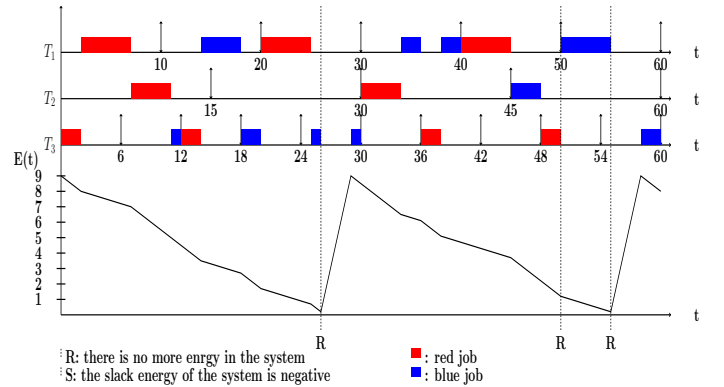 T1 10 20 30 40 50 60 t
T2 15 30 45 60 t
T3 6 12 18 24 30 36 42 48 54 60 t
E(t)
9
8
7
6
5
4
3
2
1
t
R R R
R: there is no more enrgy in the system
S: the slack energy of the system is negative
: red job
: blue job